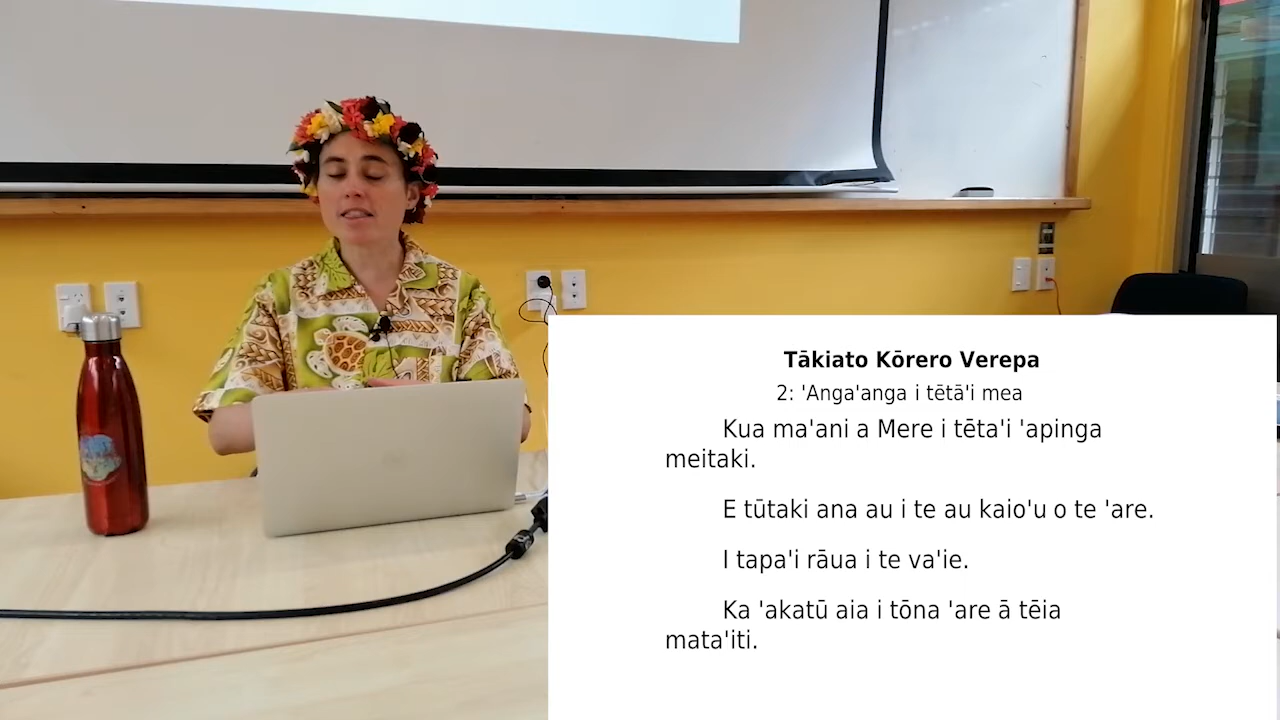 Tākiato Kōrero Verepa
2: 'Anga'anga i tētā'i mea
Kua ma'ani a Mere i tēta'i 'apinga
meitaki.
E tūtaki ana au i te au kaio'u o te 'are.
I tapa'i rāua i te va'ie.
Ka 'akatū aia i tōna 'are ā tēia
mata'iti.